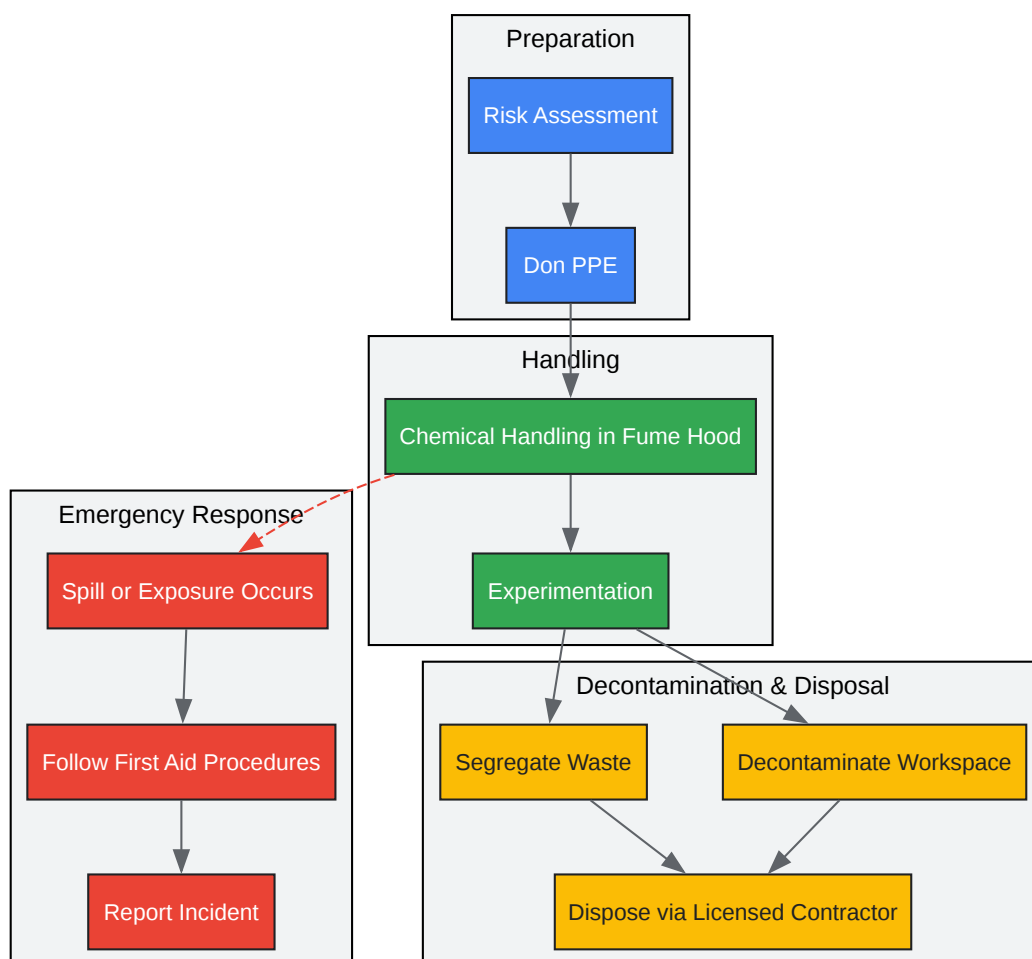 Preparation
Risk Assessment
Don PPE
Handling
Chemical Handling in Fume Hood
Experimentation
Emergency Response
Spill or Exposure Occurs
Follow First Aid Procedures
Report Incident
Decontamination & Disposal
Segregate Waste
Decontaminate Workspace
Dispose via Licensed Contractor